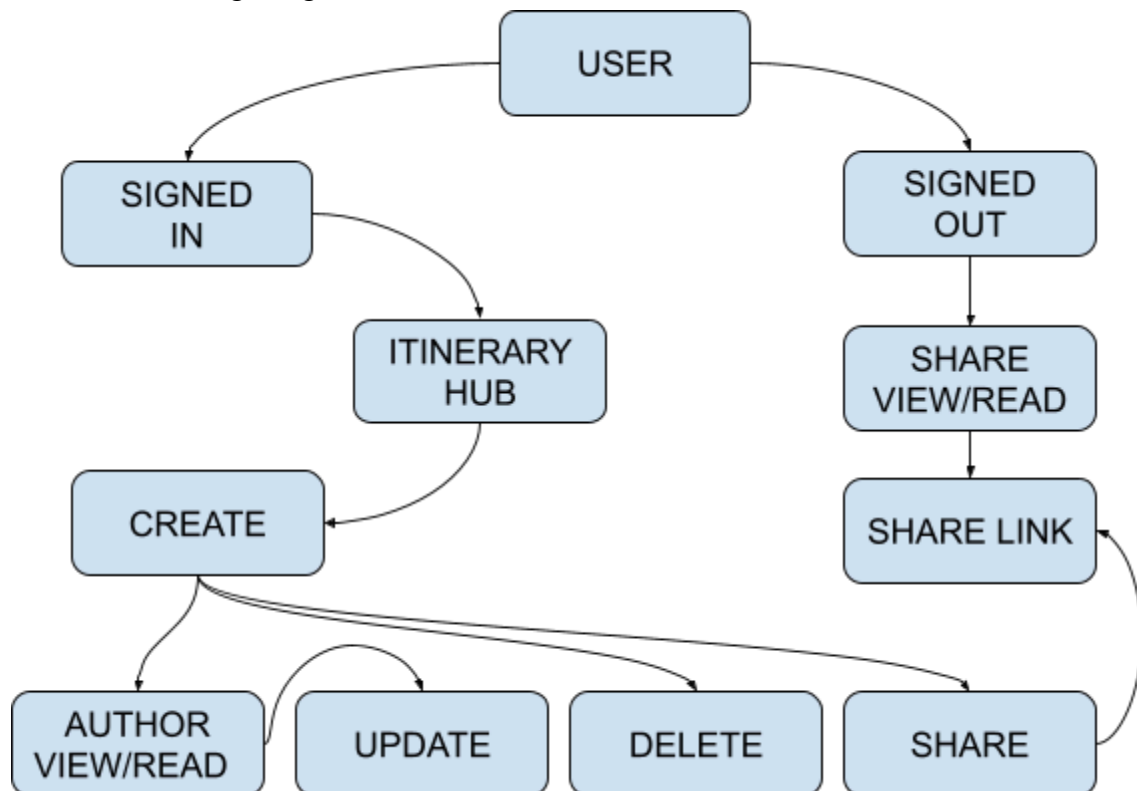 USER
SIGNED
IN
SIGNED
OUT
ITINERARY
HUB
SHARE
VIEW/READ
CREATE
SHARE LINK
AUTHOR
VIEW/READ
UPDATE
DELETE
SHARE